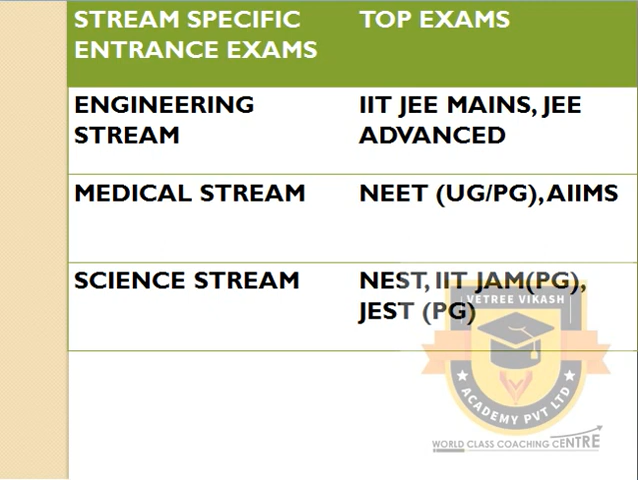 STREAM SPECIFIC
ENTRANCE EXAMS
TOP EXAMS
ENGINEERING
STREAM
IIT JEE MAINS, JEE
ADVANCED
MEDICAL STREAM
NEET (UG/PG), AIIMS
SCIENCE STREAM
NEST, IIT JAM(PG),
JEST (PG)
VETREE VIKASH
ACADEMY PVT LTD
WORLD CLASS COACHING CENTRE